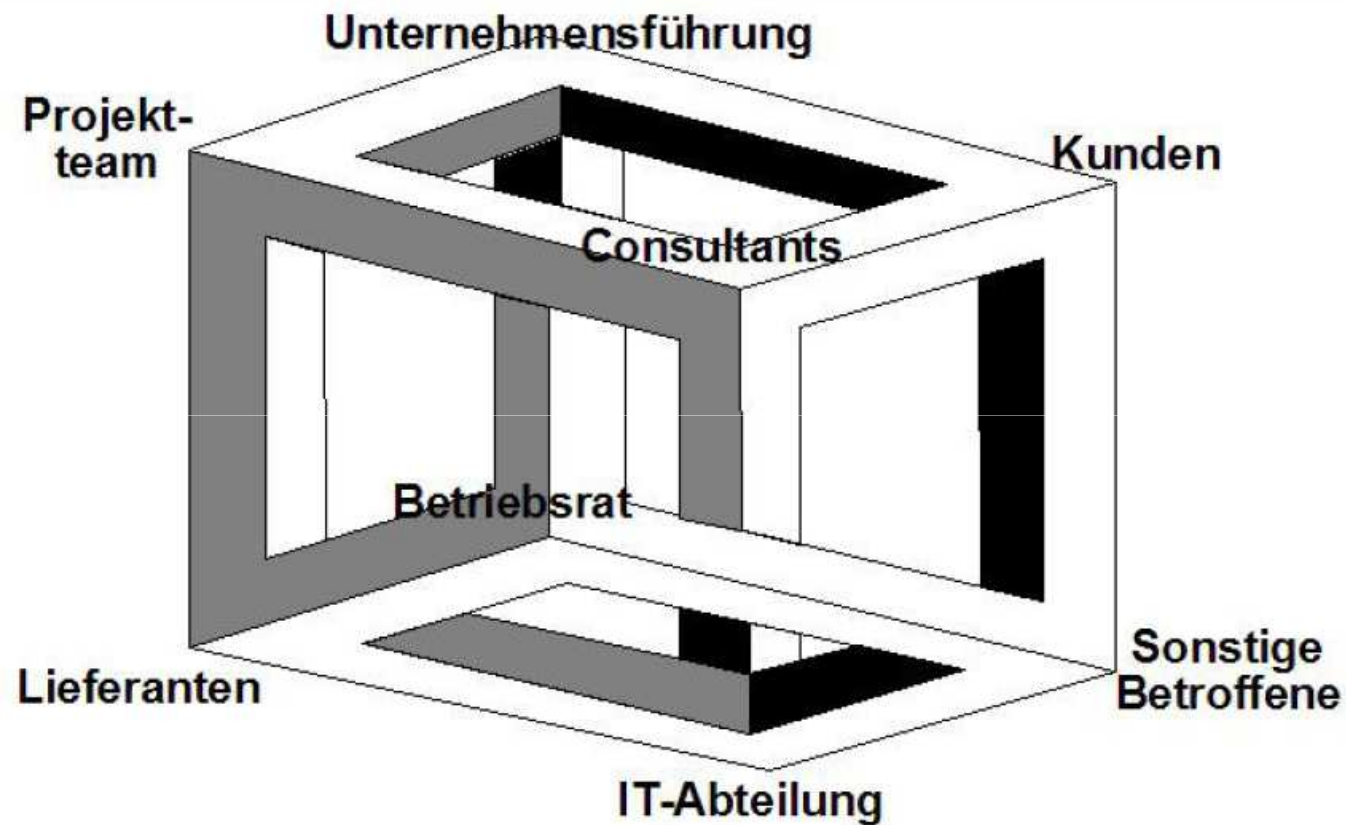 Unternehmensführung
Projekt-
team
Kunden
Consultants
Betriebsrat
Lieferanten
Sonstige
Betroffene
IT-Abteilung